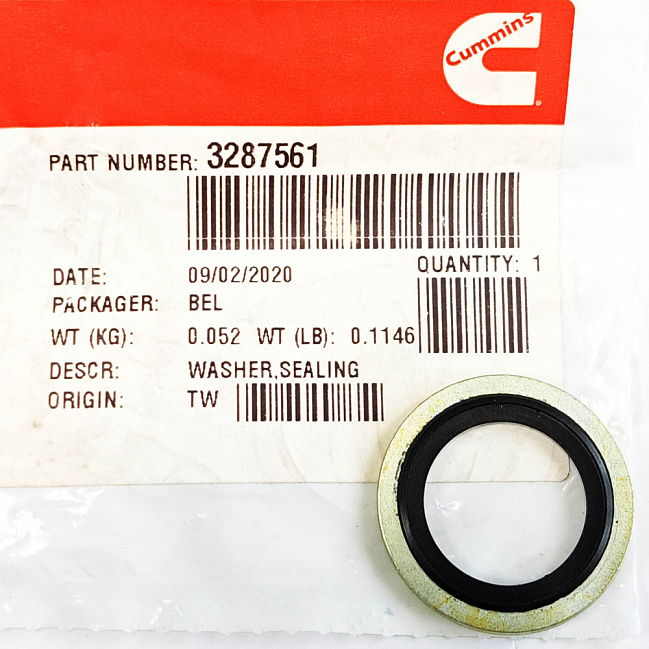 Cummins
PART NUMBER: 3287561
QUANTITY: 1
DATE: 09/02/2020
PACKAGER: BEL
WT (KG): 0.052 WT (LB): 0.1146
DESCR: WASHER,SEALING
ORIGIN: TW